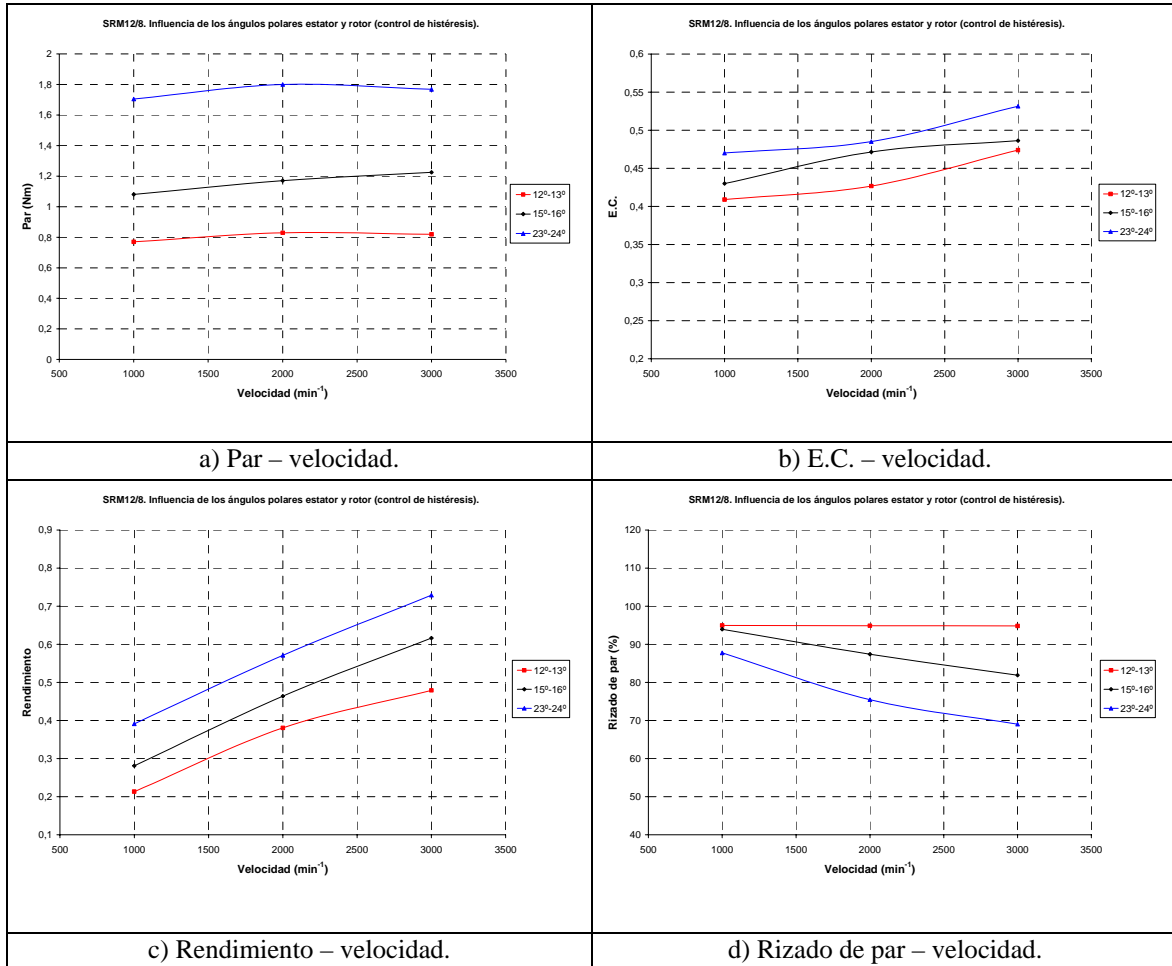 SRM12/8. Influencia de los ángulos polares estator y rotor (control de histéresis).
2
1,8
1,6
1,4
1,2
1
0,8
0,6
0,4
0,2
0
Par (Nm)
500 1000 1500 2000 2500 3000 3500
Velocidad (min-1)
12º-13º
15º-16º
23º-24º
a) Par – velocidad.
SRM12/8. Influencia de los ángulos polares estator y rotor (control de histéresis).
0,6
0,55
0,5
0,45
0,4
0,35
0,3
0,25
0,2
E.C.
500 1000 1500 2000 2500 3000 3500
Velocidad (min-1)
12º-13º
15º-16º
23º-24º
b) E.C. – velocidad.
SRM12/8. Influencia de los ángulos polares estator y rotor (control de histéresis).
0,9
0,8
0,7
0,6
0,5
0,4
0,3
0,2
0,1
Rendimiento
500 1000 1500 2000 2500 3000 3500
Velocidad (min-1)
12º-13º
15º-16º
23º-24º
c) Rendimiento – velocidad.
SRM12/8. Influencia de los ángulos polares estator y rotor (control de histéresis).
120
110
100
90
80
70
60
50
40
Rizado de par (%)
500 1000 1500 2000 2500 3000 3500
Velocidad (min-1)
12º-13º
15º-16º
23º-24º
d) Rizado de par – velocidad.